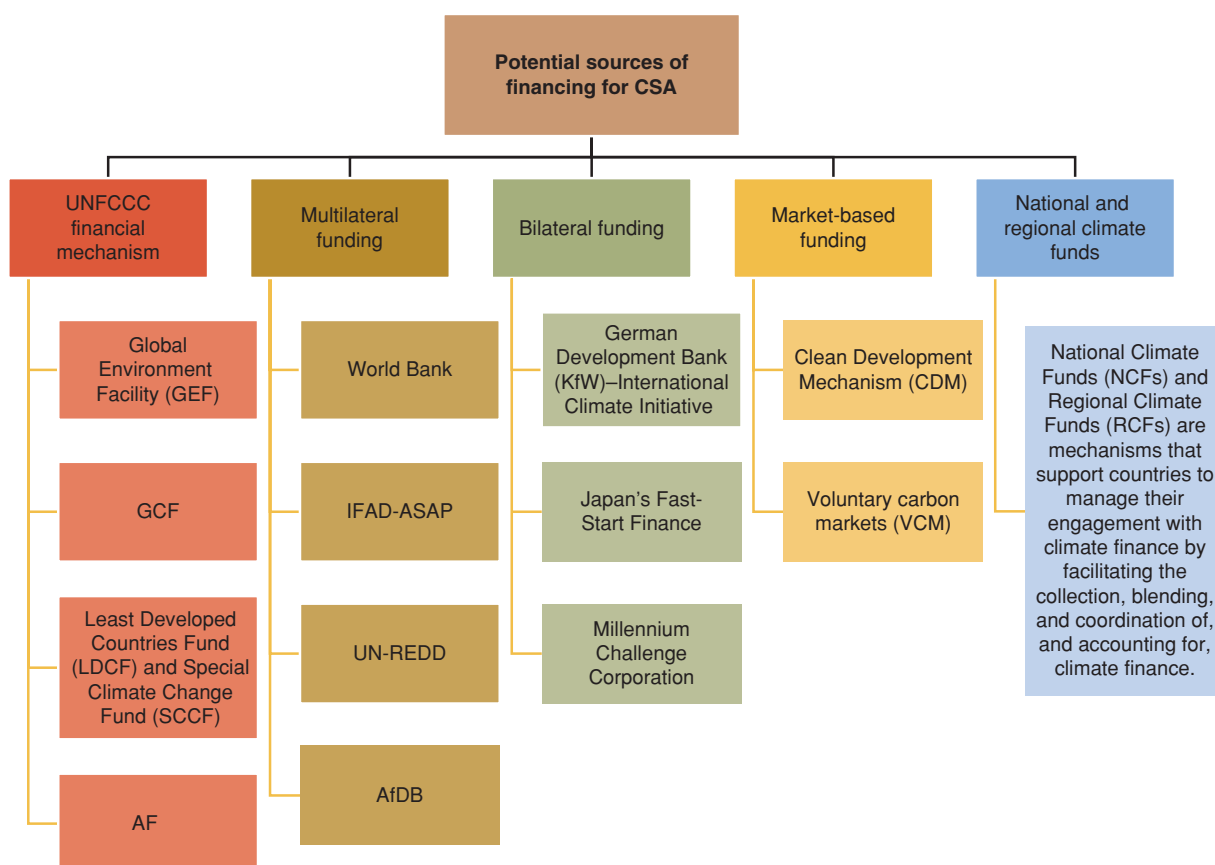 Potential sources of
financing for CSA
UNFCCC
financial
mechanism
Multilateral
funding
Bilateral funding
Market-based
funding
National and
regional climate
funds
Global
Environment
Facility (GEF)
GCF
Least Developed
Countries Fund
(LDCF) and Special
Climate Change
Fund (SCCF)
AF
World Bank
IFAD-ASAP
UN-REDD
AfDB
German
Development Bank
(KfW)–International
Climate Initiative
Japan’s Fast-
Start Finance
Millennium
Challenge
Corporation
Clean Development
Mechanism (CDM)
Voluntary carbon
markets (VCM)
National Climate
Funds (NCFs) and
Regional Climate
Funds (RCFs) are
mechanisms that
support countries to
manage their
engagement with
climate finance by
facilitating the
collection, blending,
and coordination of,
and accounting for,
climate finance.